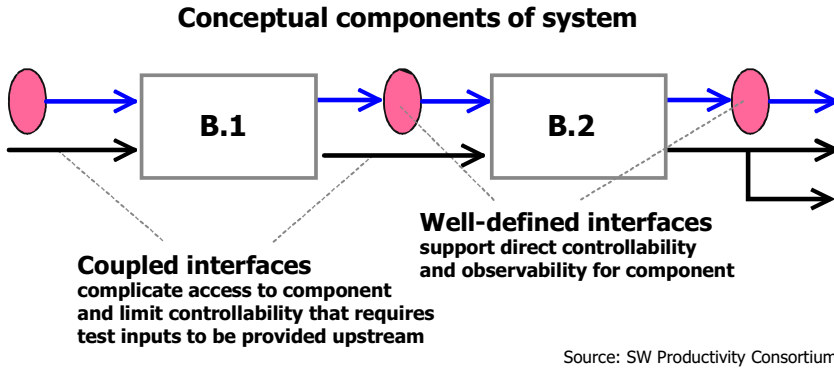 Conceptual components of system
B.1
B.2
Well-defined interfaces
support direct controllability
and observability for component
Coupled interfaces
complicate access to component
and limit controllability that requires
test inputs to be provided upstream
Source: SW Productivity Consortium